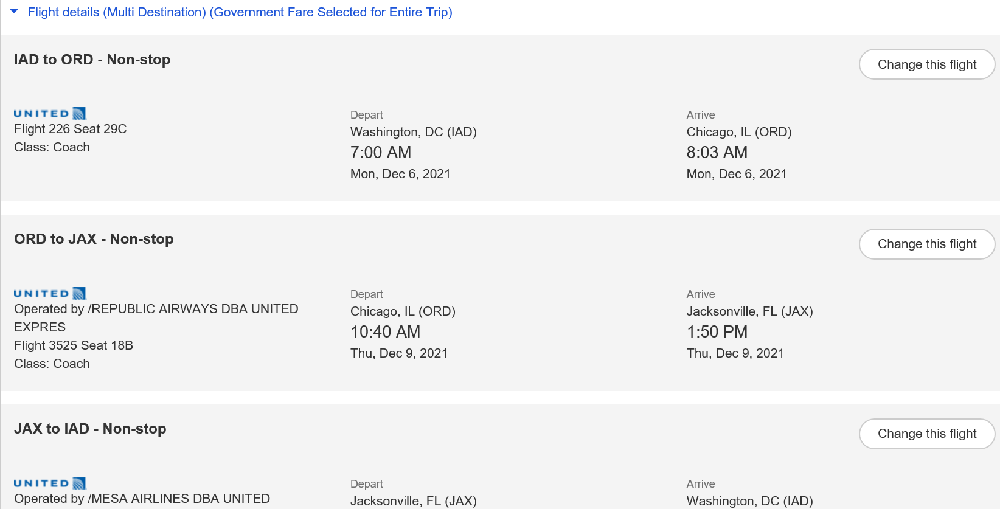 Flight details (Multi Destination) (Government Fare Selected for Entire Trip)
IAD to ORD - Non-stop
Change this flight
UNITED
Flight 226 Seat 29C
Class: Coach
Depart
Washington, DC (IAD)
7:00 AM
Mon, Dec 6, 2021
Arrive
Chicago, IL (ORD)
8:03 AM
Mon, Dec 6, 2021
ORD to JAX - Non-stop
Change this flight
UNITED
Operated by /REPUBLIC AIRWAYS DBA UNITED
EXPRES
Flight 3525 Seat 18B
Class: Coach
Depart
Chicago, IL (ORD)
10:40 AM
Thu, Dec 9, 2021
Arrive
Jacksonville, FL (JAX)
1:50 PM
Thu, Dec 9, 2021
JAX to IAD - Non-stop
Change this flight
UNITED
Operated by /MESA AIRLINES DBA UNITED
Depart
Jacksonville, FL (JAX)
Arrive
Washington, DC (IAD)